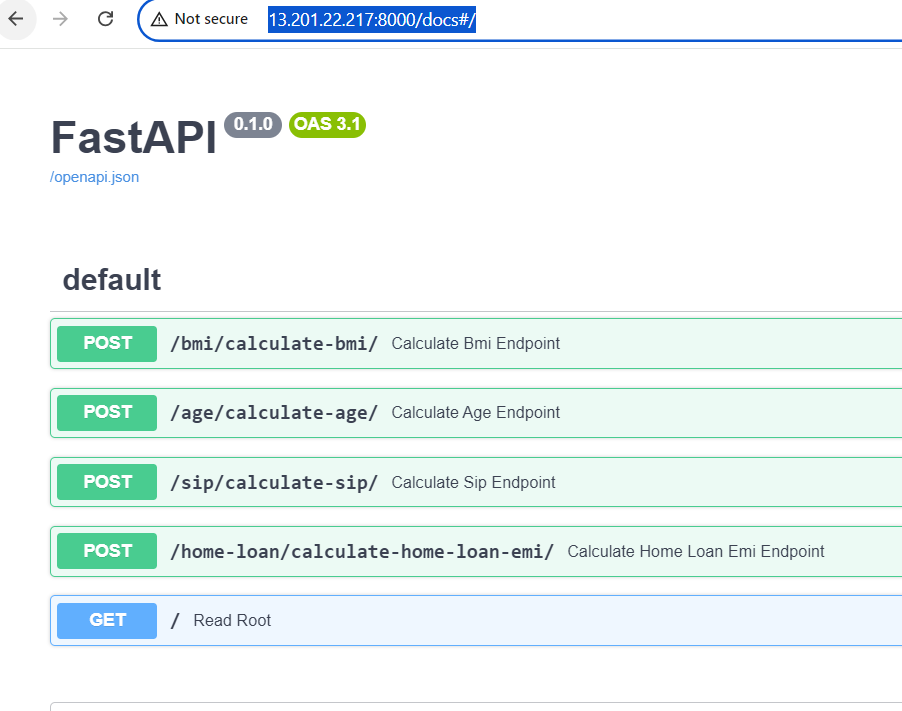 Not secure 13.201.22.217:8000/docs#/
FastAPI 0.1.0 OAS 3.1
/openapi.json
default
POST /bmi/calculate-bmi/ Calculate Bmi Endpoint
POST /age/calculate-age/ Calculate Age Endpoint
POST /sip/calculate-sip/ Calculate Sip Endpoint
POST /home-loan/calculate-home-loan-emi/ Calculate Home Loan Emi Endpoint
GET / Read Root